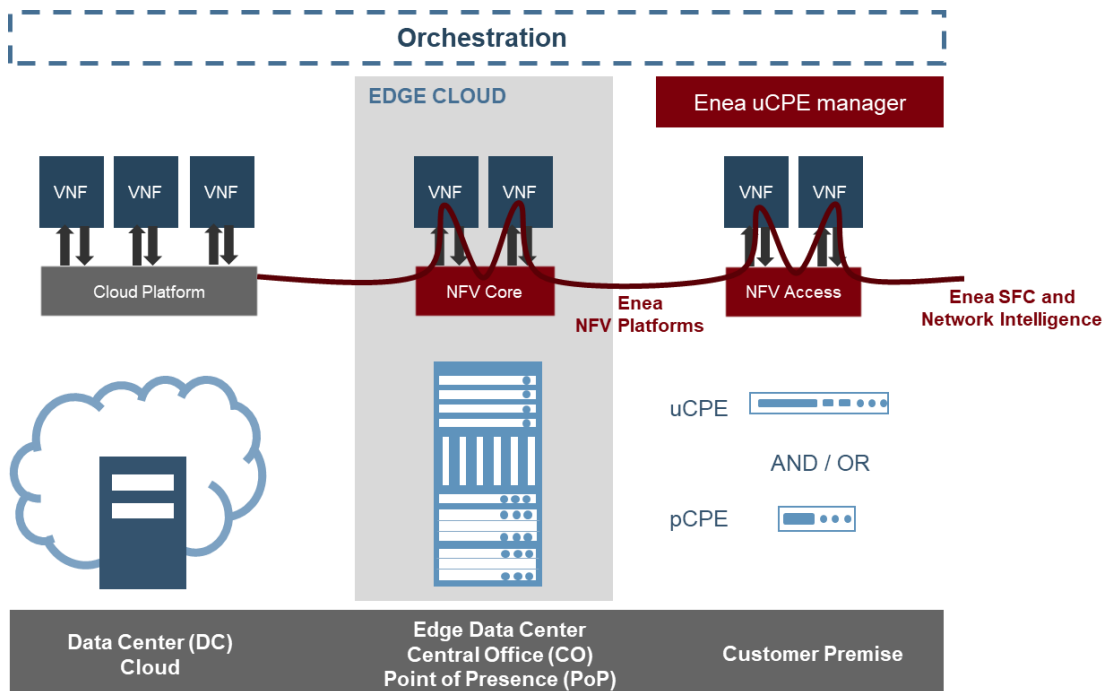 Orchestration
EDGE CLOUD
Enea uCPE manager
VNF
VNF
VNF
VNF
VNF
VNF
VNF
Cloud Platform
NFV Core
NFV Access
Enea
NFV Platforms
Enea SFC and
Network Intelligence
uCPE
AND / OR
pCPE
Data Center (DC)
Cloud
Edge Data Center
Central Office (CO)
Point of Presence (PoP)
Customer Premise